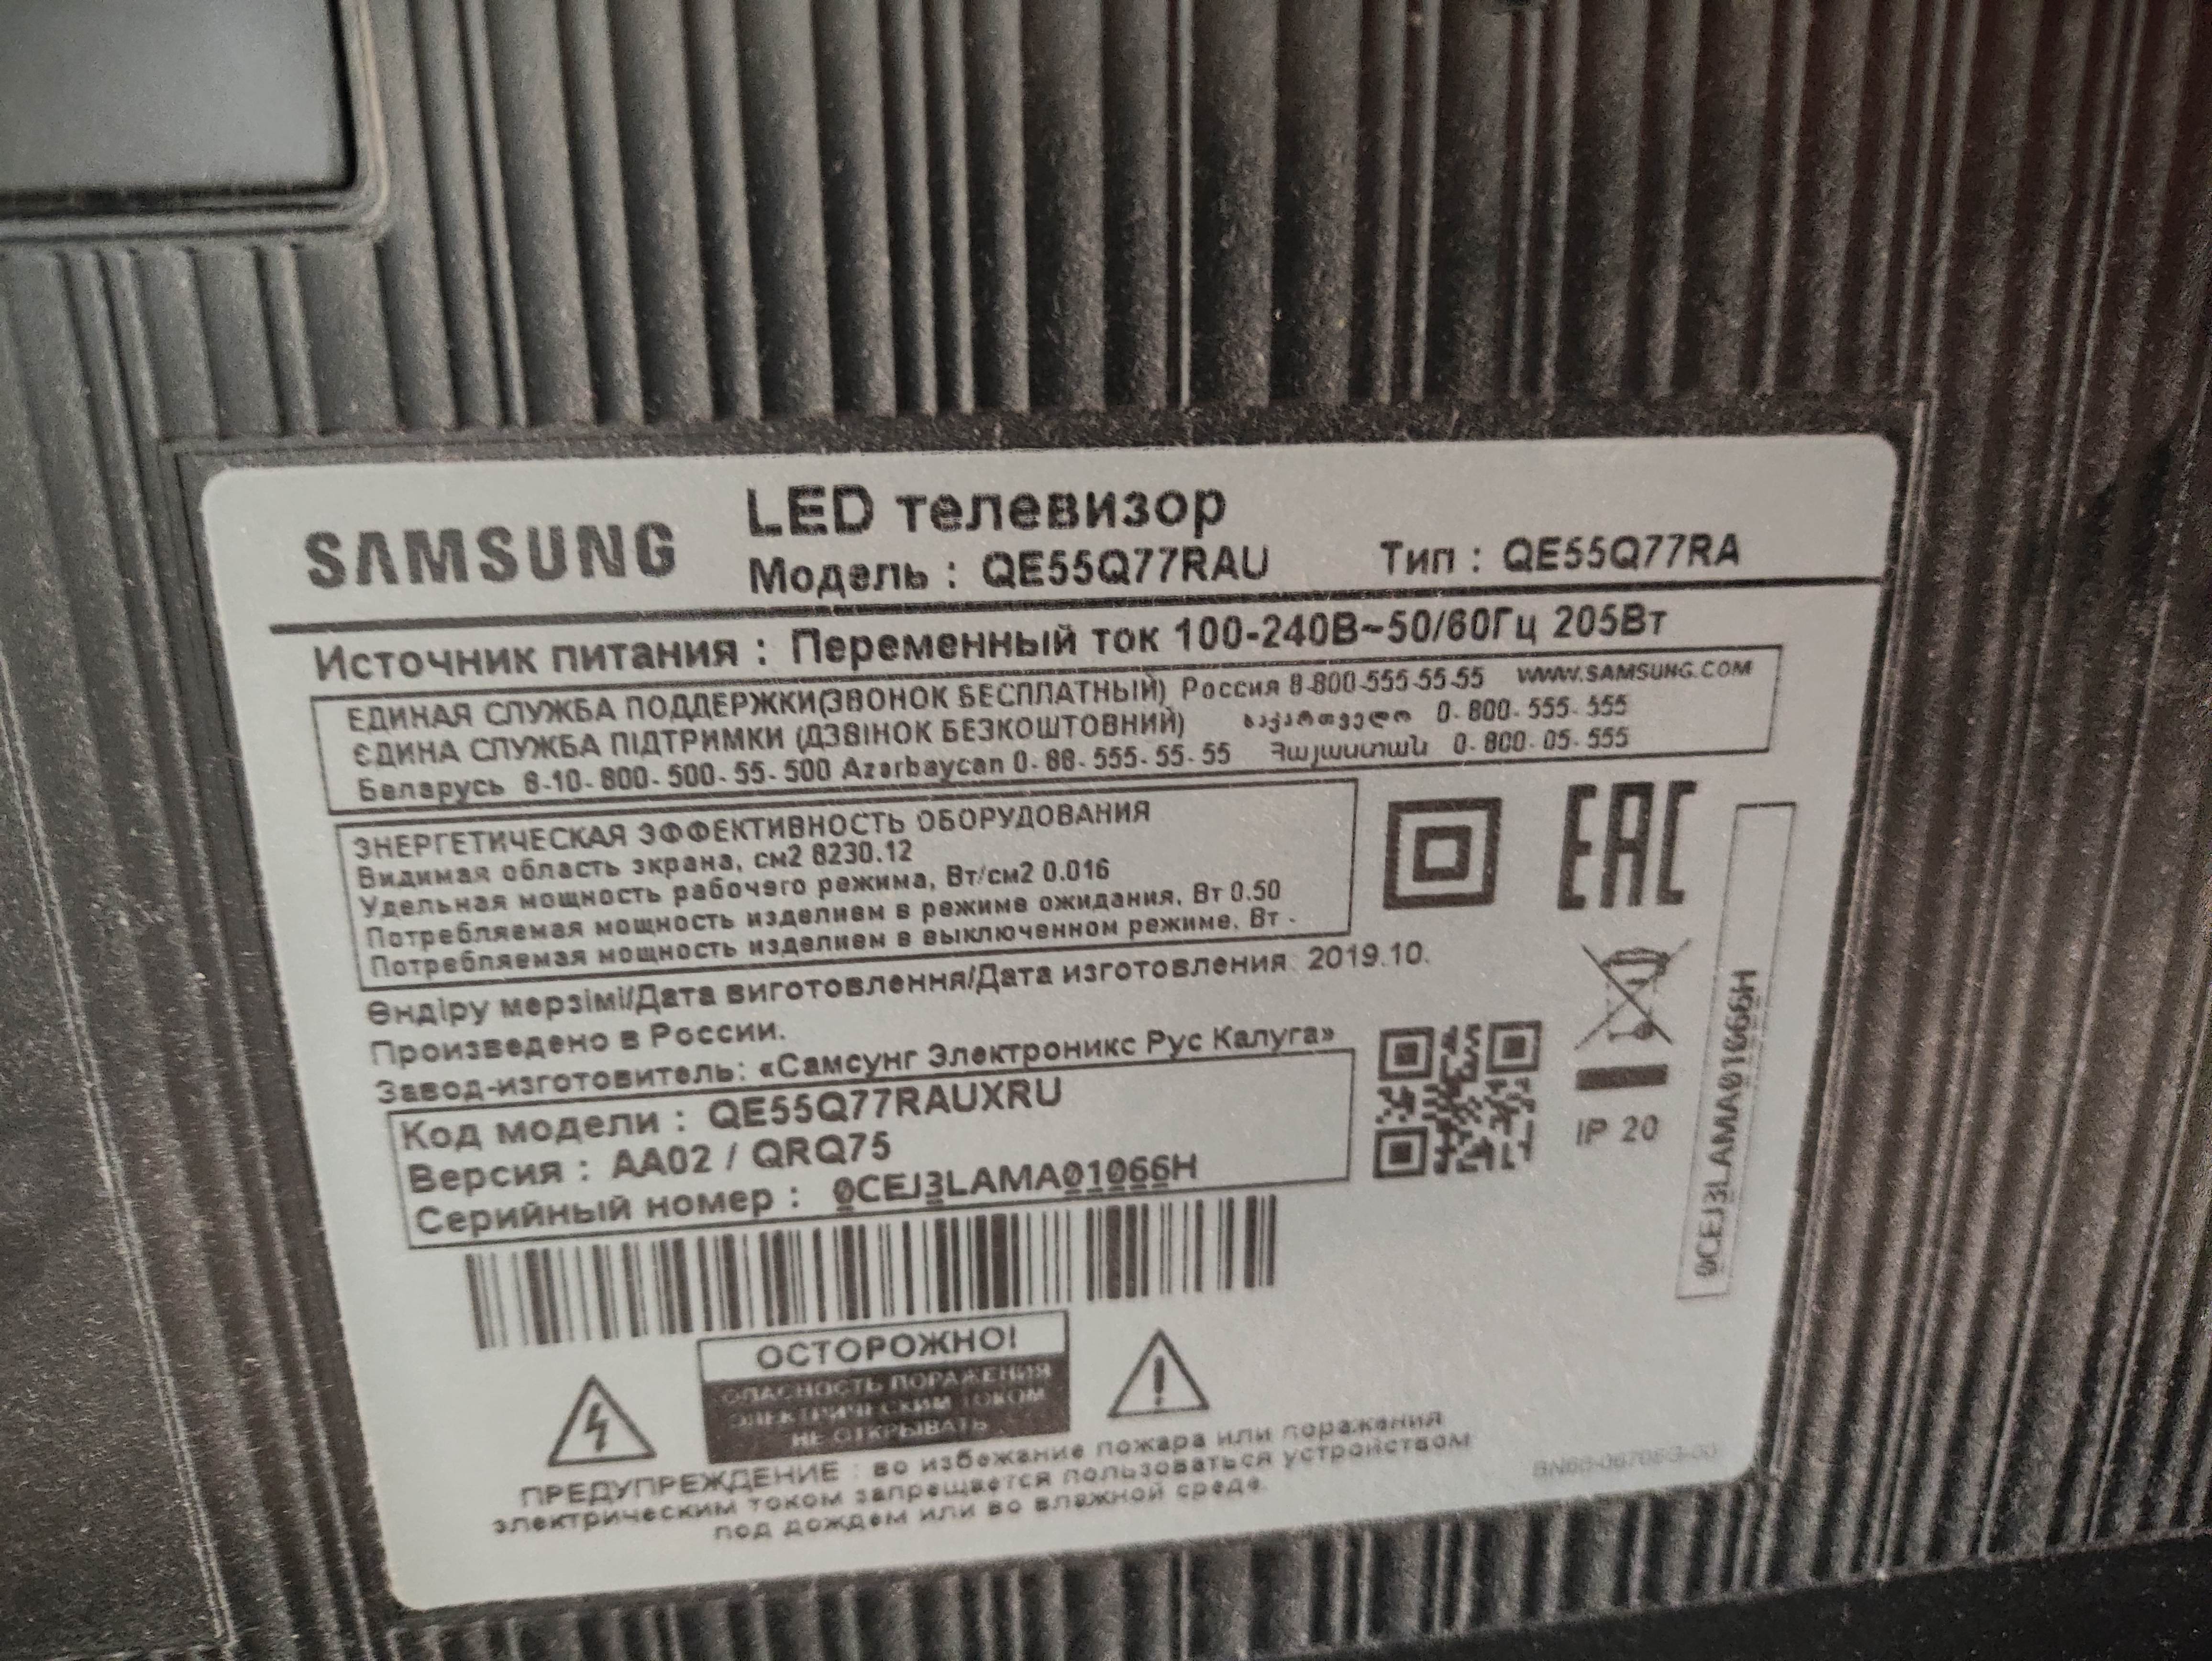 SAMSUNG
LED телевизор
Модель : QE55Q77RAU Тип : QE55Q77RA
Источник питания : Переменный ток 100-240В~50/60Гц 205Вт
ЕДИНАЯ СЛУЖБА ПОДДЕРЖКИ(ЗВОНОК БЕСПЛАТНЫЙ) Россия 8-800-555-55-55 WWW.SAMSUNG.COM
ЄДИНА СЛУЖБА ПІДТРИМКИ (ДЗВІНОК БЕЗКОШТОВНИЙ) საქართველო 0-800-555-555
Беларусь 8-10-800-500-55-500 Azərbaycan 0-88-555-55-55 Հայաստան 0-800-05-555
ЭНЕРГЕТИЧЕСКАЯ ЭФФЕКТИВНОСТЬ ОБОРУДОВАНИЯ
Видимая область экрана, см2 8230.12
Удельная мощность рабочего режима, Вт/см2 0.016
Потребляемая мощность изделием в режиме ожидания, Вт 0.50
Потребляемая мощность изделием в выключенном режиме, Вт -
EAC
Өндіру мерзімі/Дата виготовлення/Дата изготовления: 2019.10.
Произведено в России.
Завод-изготовитель: «Самсунг Электроникс Рус Калуга»
Код модели : QE55Q77RAUXRU
Версия : AA02 / QRQ75
Серийный номер : 0CEJ3LAMA01066H
IP 20
0CEJ3LAMA01066H
ОСТОРОЖНО!
ОПАСНОСТЬ ПОРАЖЕНИЯ
ЭЛЕКТРИЧЕСКИМ ТОКОМ
НЕ ОТКРЫВАТЬ
ПРЕДУПРЕЖДЕНИЕ : во избежание пожара или поражения
электрическим током запрещается пользоваться устройством
под дождем или во влажной среде.